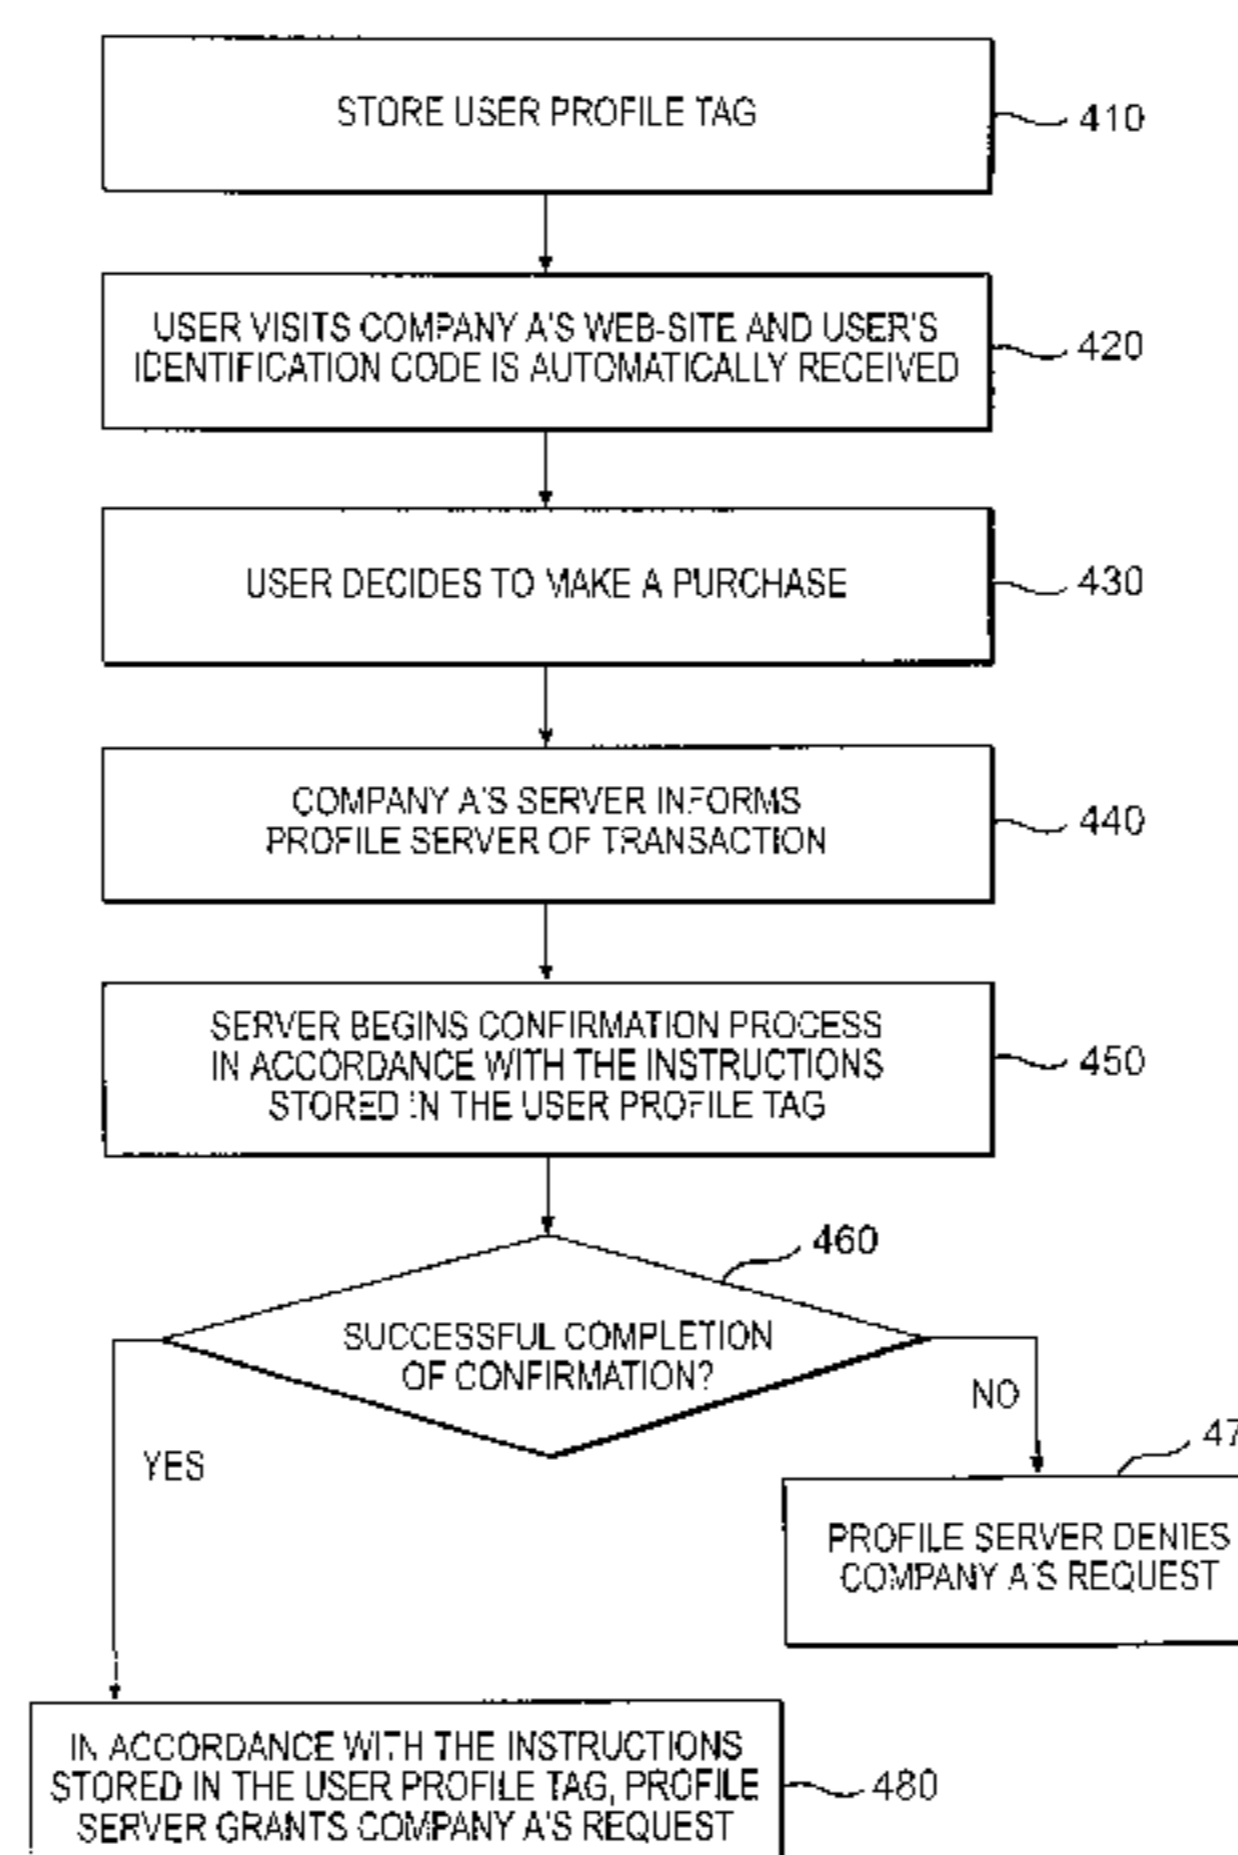 STORE USER PROFILE TAG
410
USER VISITS COMPANY A'S WEB-SITE AND USER'S
IDENTIFICATION CODE IS AUTOMATICALLY RECEIVED
420
USER DECIDES TO MAKE A PURCHASE
430
COMPANY A'S SERVER INFORMS
PROFILE SERVER OF TRANSACTION
440
SERVER BEGINS CONFIRMATION PROCESS
IN ACCORDANCE WITH THE INSTRUCTIONS
STORED IN THE USER PROFILE TAG
450
460
SUCCESSFUL COMPLETION
OF CONFIRMATION?
NO
YES
47
PROFILE SERVER DENIES
COMPANY A'S REQUEST
IN ACCORDANCE WITH THE INSTRUCTIONS
STORED IN THE USER PROFILE TAG, PROFILE
SERVER GRANTS COMPANY A'S REQUEST
480